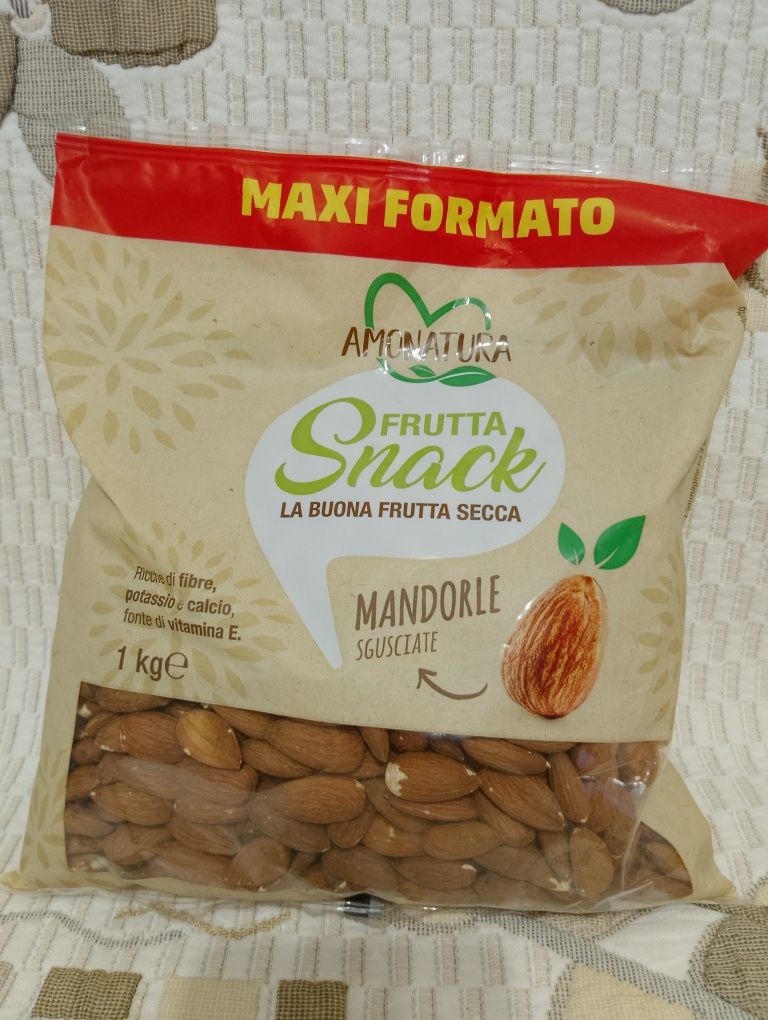 MAXI FORMATO
AMONATURA
FRUTTA
Snack
LA BUONA FRUTTA SECCA
Ricche di fibre,
potassio e calcio,
fonte di vitamina E.
1 kg e
MANDORLE
SGUSCIATE